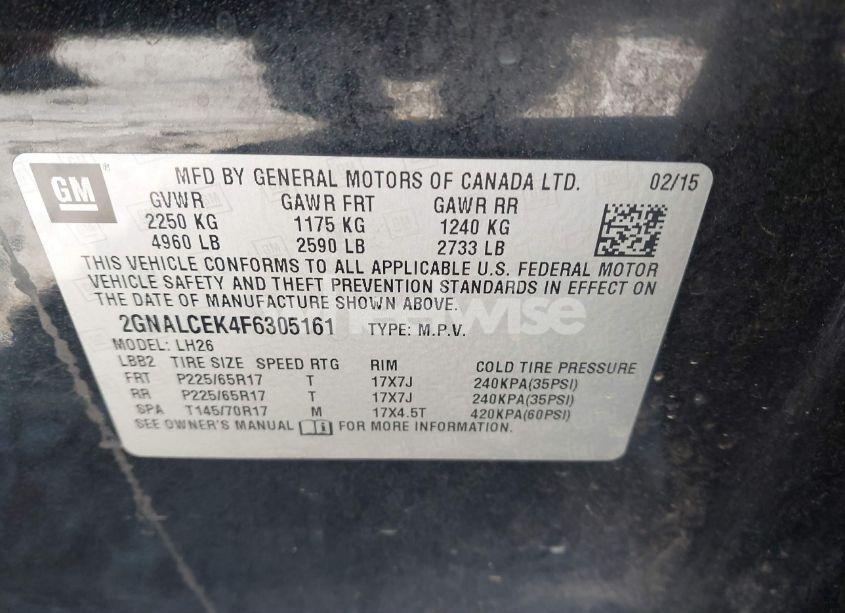 GM ®
MFD BY GENERAL MOTORS OF CANADA LTD. 02/15
GVWR GAWR FRT GAWR RR
2250 KG 1175 KG 1240 KG
4960 LB 2590 LB 2733 LB
THIS VEHICLE CONFORMS TO ALL APPLICABLE U.S. FEDERAL MOTOR
VEHICLE SAFETY AND THEFT PREVENTION STANDARDS IN EFFECT ON
THE DATE OF MANUFACTURE SHOWN ABOVE.
2GNALCEK4F6305161 TYPE: M.P.V.
MODEL: LH26
LBB2 TIRE SIZE SPEED RTG RIM COLD TIRE PRESSURE
FRT P225/65R17 T 17X7J 240KPA(35PSI)
RR P225/65R17 T 17X7J 240KPA(35PSI)
SPA T145/70R17 M 17X4.5T 420KPA(60PSI)
SEE OWNER'S MANUAL FOR MORE INFORMATION.